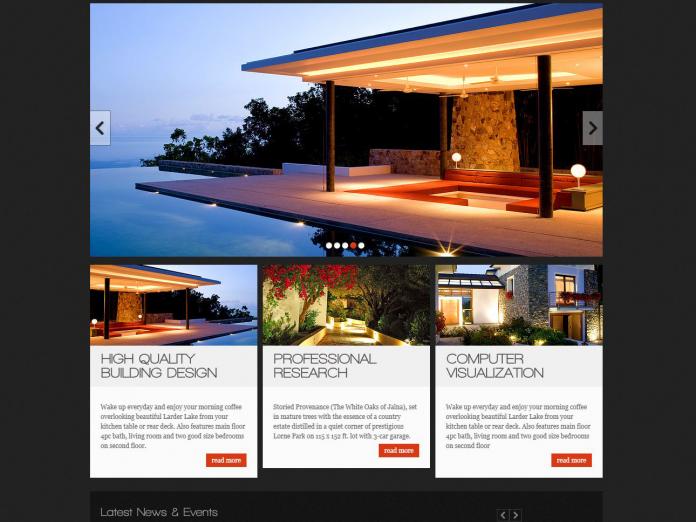 HIGH QUALITY
BUILDING DESIGN
Wake up everyday and enjoy your morning coffee
overlooking beautiful Larder Lake from your
kitchen table or rear deck. Also features main floor
4pc bath, living room and two good size bedrooms
on second floor.
read more
PROFESSIONAL
RESEARCH
Storied Provenance (The White Oaks of Jalna), set
in mature trees with the essence of a country
estate distilled in a quiet corner of prestigious
Lorne Park on 115 x 152 ft. lot with 3-car garage.
read more
COMPUTER
VISUALIZATION
Wake up everyday and enjoy your morning coffee
overlooking beautiful Larder Lake from your
kitchen table or rear deck. Also features main floor
4pc bath, living room and two good size bedrooms
on second floor
read more
Latest News & Events